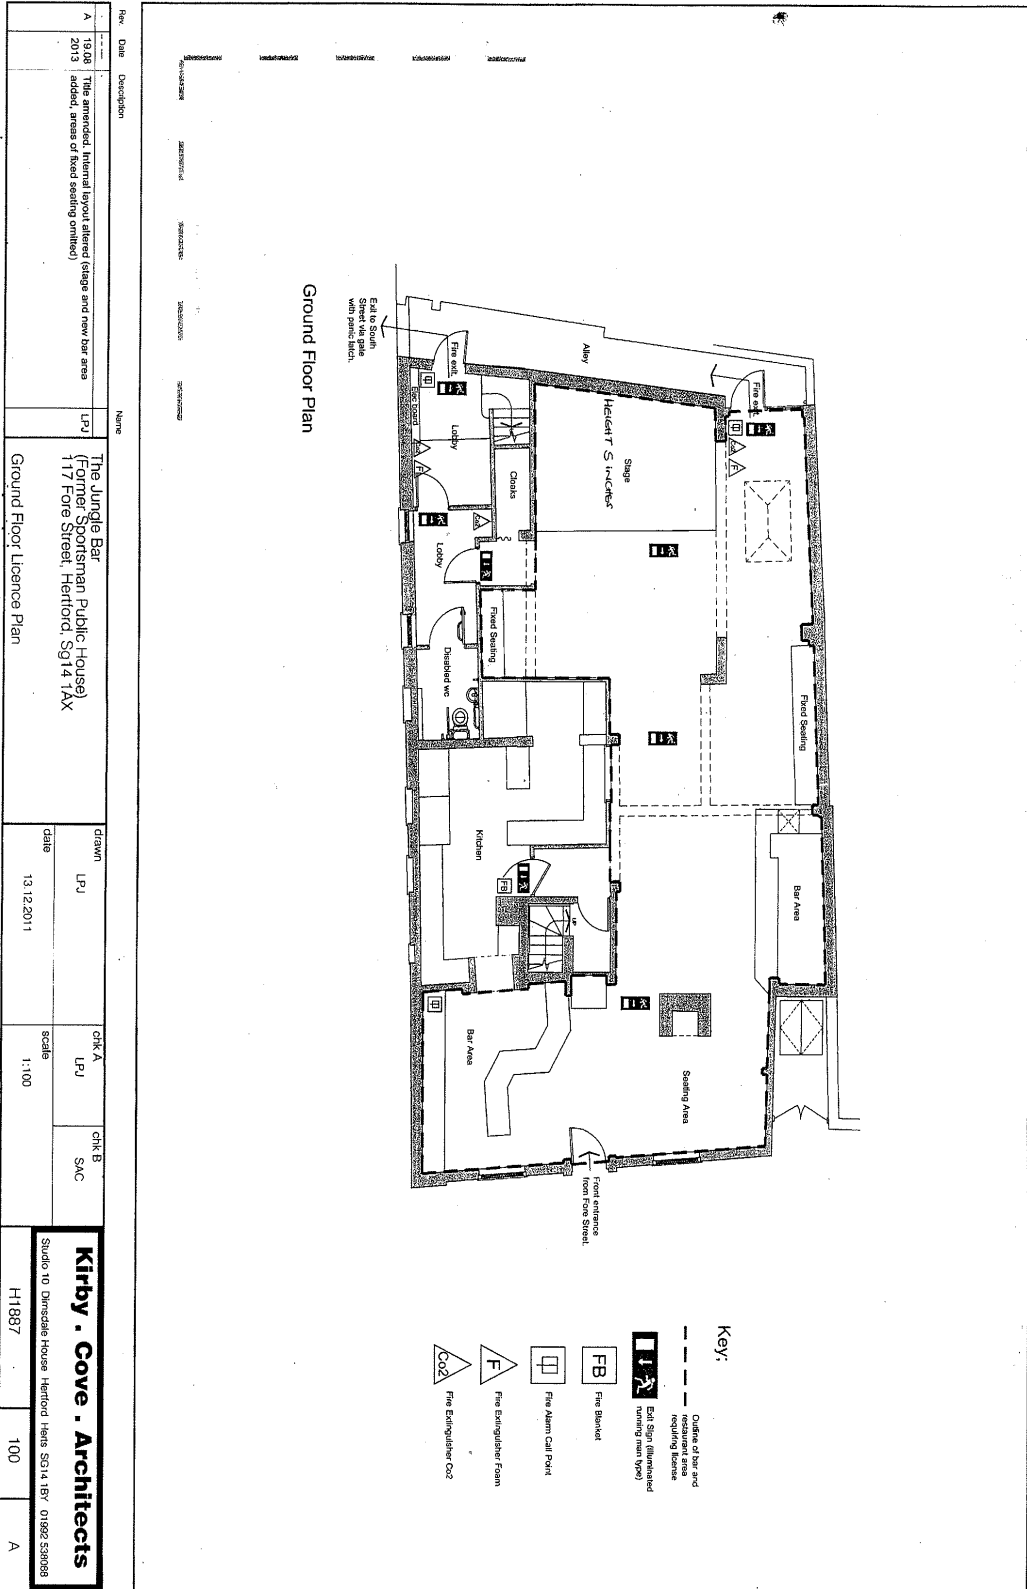 Exit to South
Street via gate
with panic latch.
Alley
Fire exit.
Fire exit.
Elec board
Lobby
Co2
F
Cloaks
Stage
HEIGHT 5 INCHES
Co2
F
Co2
Lobby
Fixed Seating
Disabled wc
Fixed Seating
Kitchen
FB
UP
Bar Area
Bar Area
Seating Area
Front entrance
from Fore Street.
Ground Floor Plan
Key;
Outline of bar and
restaurant area
requiring license
Exit Sign (Illuminated
running man type)
FB
Fire Blanket
Fire Alarm Call Point
F
Fire Extinguisher Foam
Co2
Fire Extinguisher Co2
Rev. Date Description Name
A 19.08 2013 Title amended. Internal layout altered (stage and new bar area
added, areas of fixed seating omitted) LPJ
The Jungle Bar
(Former Sportsman Public House)
117 Fore Street, Hertford, Sg14 1AX
Ground Floor Licence Plan
drawn chk A chk B
LPJ LPJ SAC
date scale
13.12.2011 1:100
Kirby . Cove . Architects
Studio 10 Dimsdale House Hertford Herts SG14 1BY 01992 538088
H1887 100 A